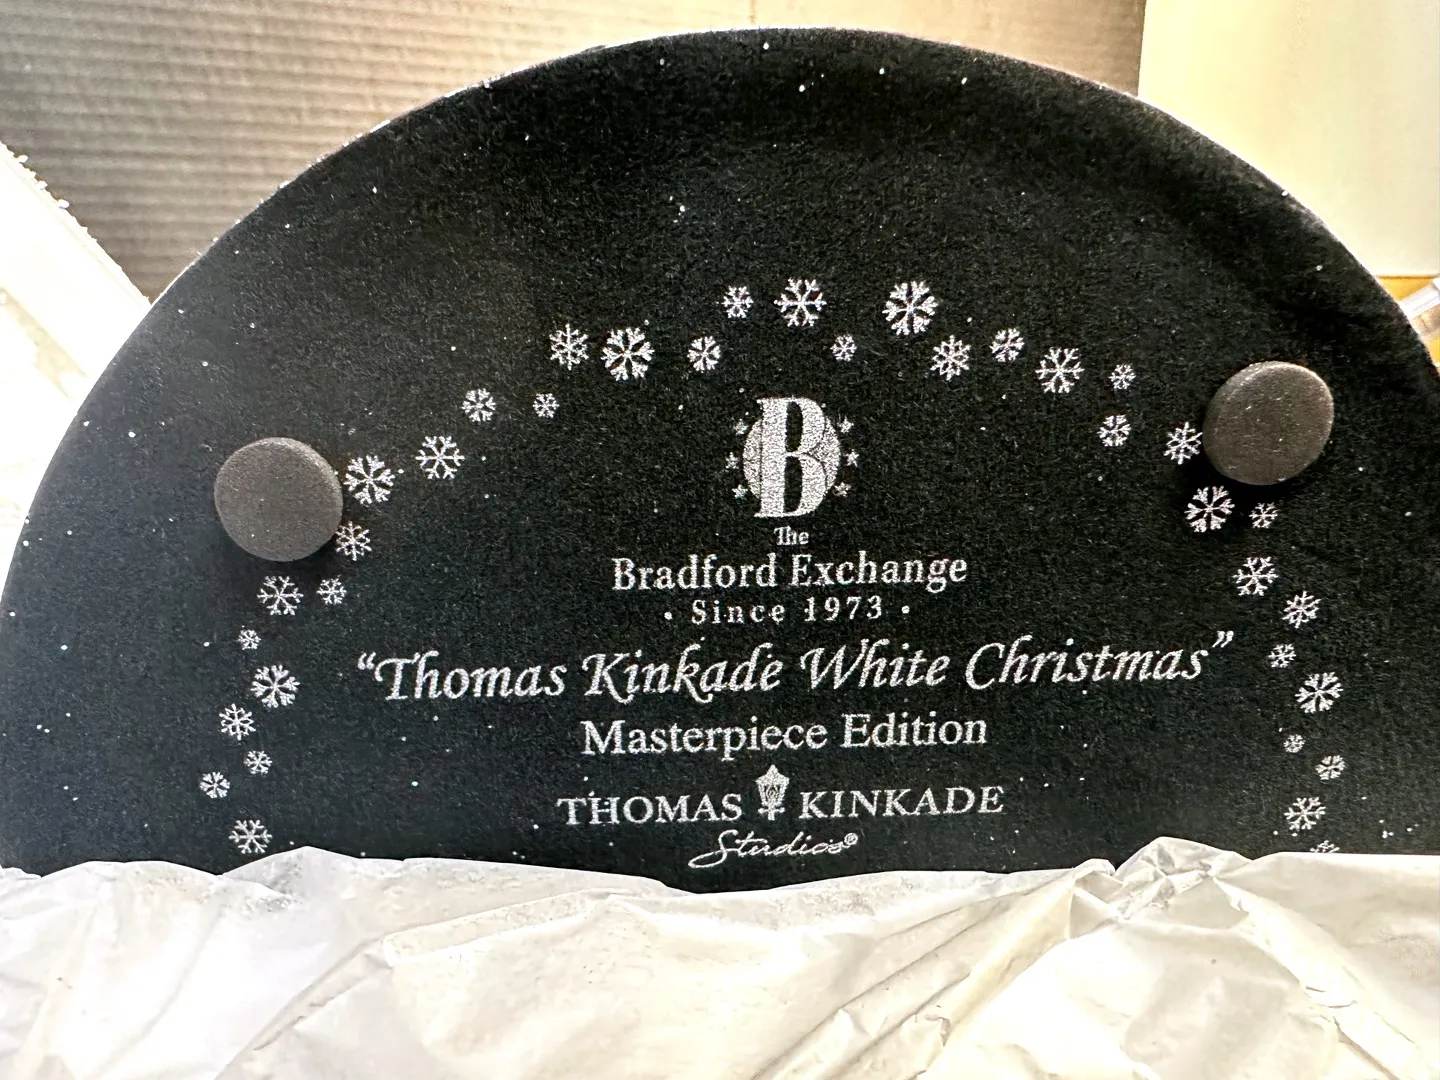 B
The
Bradford Exchange
• Since 1973 •
“Thomas Kinkade White Christmas”
Masterpiece Edition
THOMAS KINKADE
Studios®